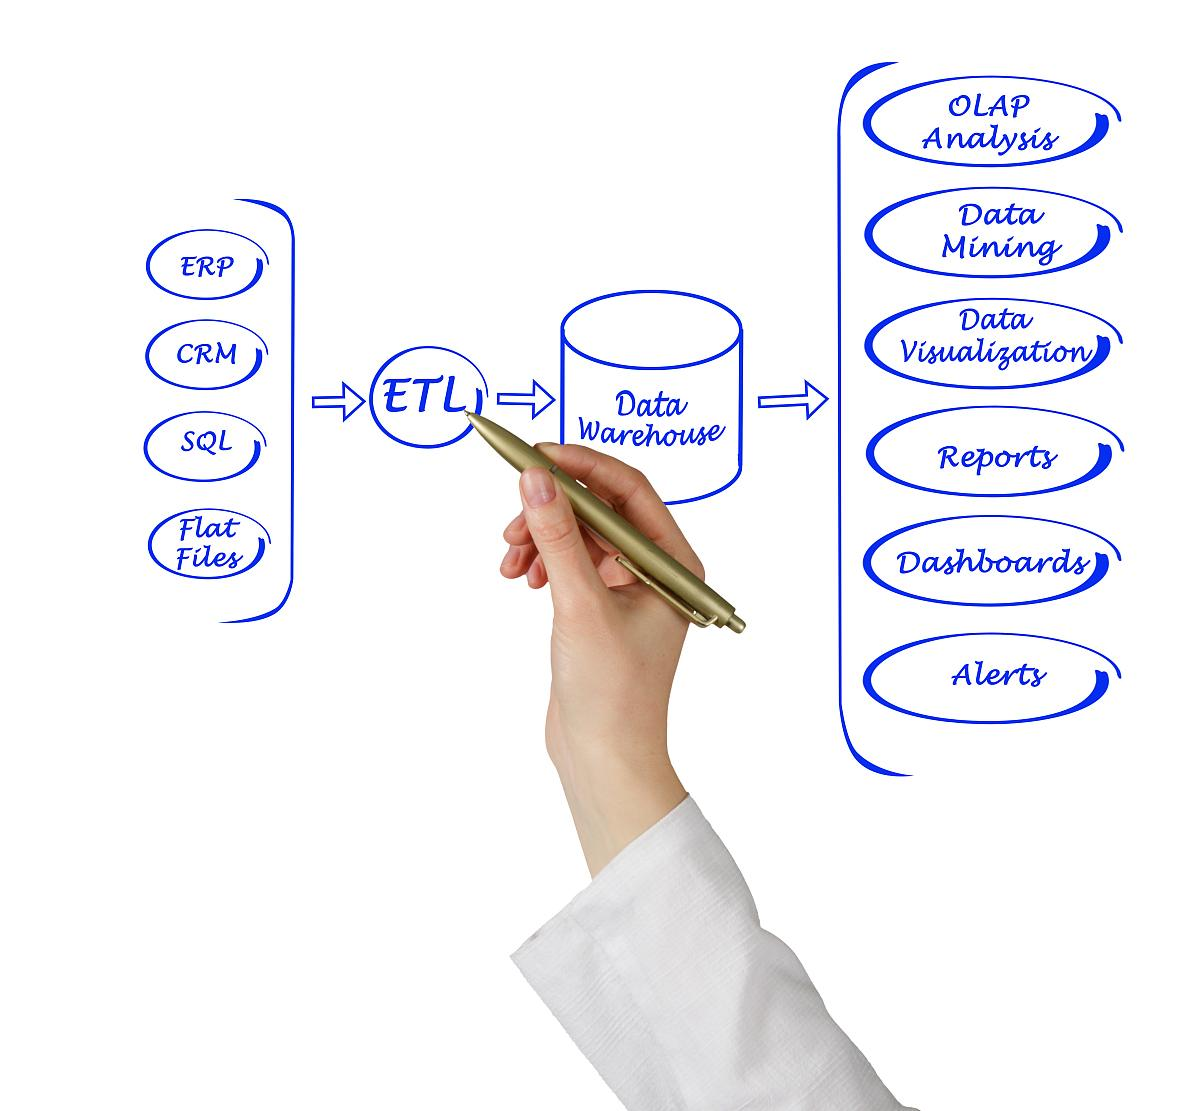 ERP
CRM
SQL
Flat
Files
ETL
Data
Warehouse
OLAP
Analysis
Data
Mining
Data
Visualization
Reports
Dashboards
Alerts